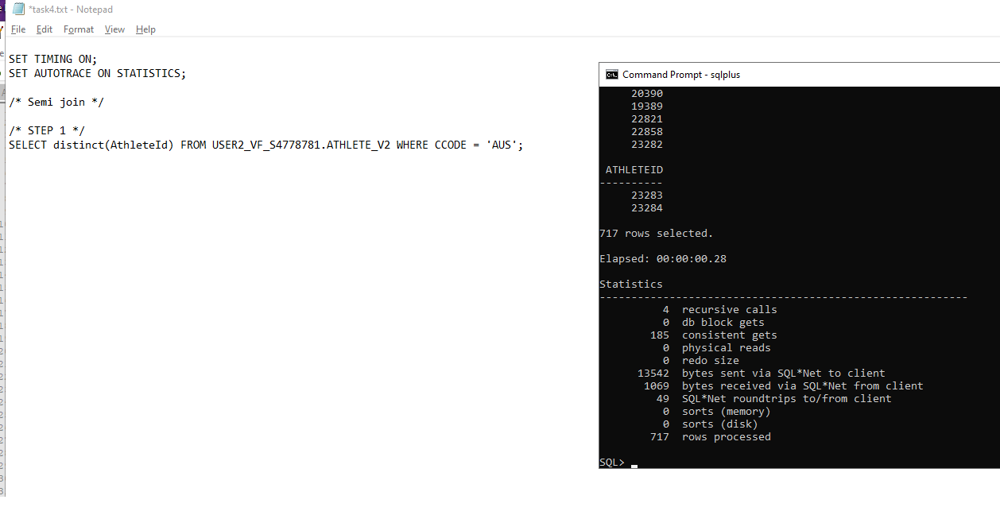 *task4.txt - Notepad
File Edit Format View Help
SET TIMING ON;
SET AUTOTRACE ON STATISTICS;
/* Semi join */
/* STEP 1 */
SELECT distinct(AthleteId) FROM USER2_VF_S4778781.ATHLETE_V2 WHERE CCODE = 'AUS';
Command Prompt - sqlplus
20390
19389
22821
22858
23282
ATHLETEID
----------
23283
23284
717 rows selected.
Elapsed: 00:00:00.28
Statistics
----------------------------------------------------------
4 recursive calls
0 db block gets
185 consistent gets
0 physical reads
0 redo size
13542 bytes sent via SQL*Net to client
1069 bytes received via SQL*Net from client
49 SQL*Net roundtrips to/from client
0 sorts (memory)
0 sorts (disk)
717 rows processed
SQL> _